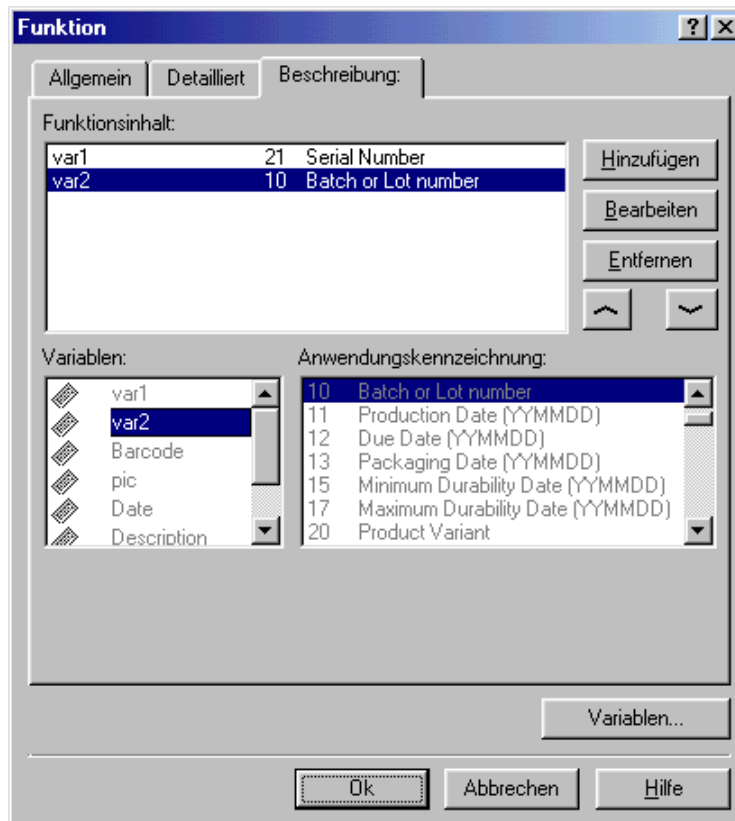 Funktion
Allgemein Detailliert Beschreibung:
Funktionsinhalt:
var1 21 Serial Number
var2 10 Batch or Lot number
Hinzufügen
Bearbeiten
Entfernen
Variablen:
var1
var2
Barcode
pic
Date
Description
Anwendungskennzeichnung:
10 Batch or Lot number
11 Production Date (YYMMDD)
12 Due Date (YYMMDD)
13 Packaging Date (YYMMDD)
15 Minimum Durability Date (YYMMDD)
17 Maximum Durability Date (YYMMDD)
20 Product Variant
Variablen...
Ok Abbrechen Hilfe